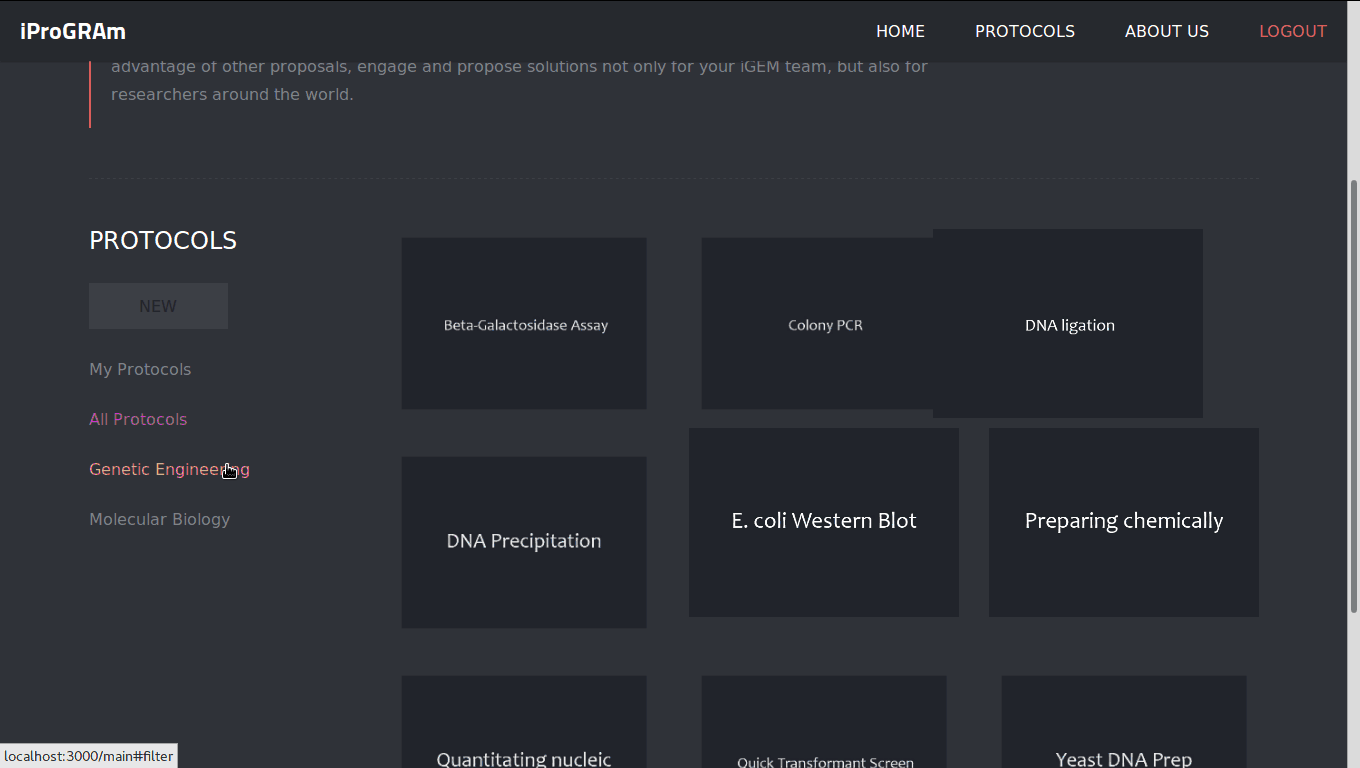 iProGRAm
HOME
PROTOCOLS
ABOUT US
LOGOUT
advantage of other proposals, engage and propose solutions not only for your iGEM team, but also for
researchers around the world.
PROTOCOLS
NEW
My Protocols
All Protocols
Genetic Engineering
Molecular Biology
Beta-Galactosidase Assay
Colony PCR
DNA ligation
DNA Precipitation
E. coli Western Blot
Preparing chemically
Quantitating nucleic
Quick Transformant Screen
Yeast DNA Prep
localhost:3000/main#filter